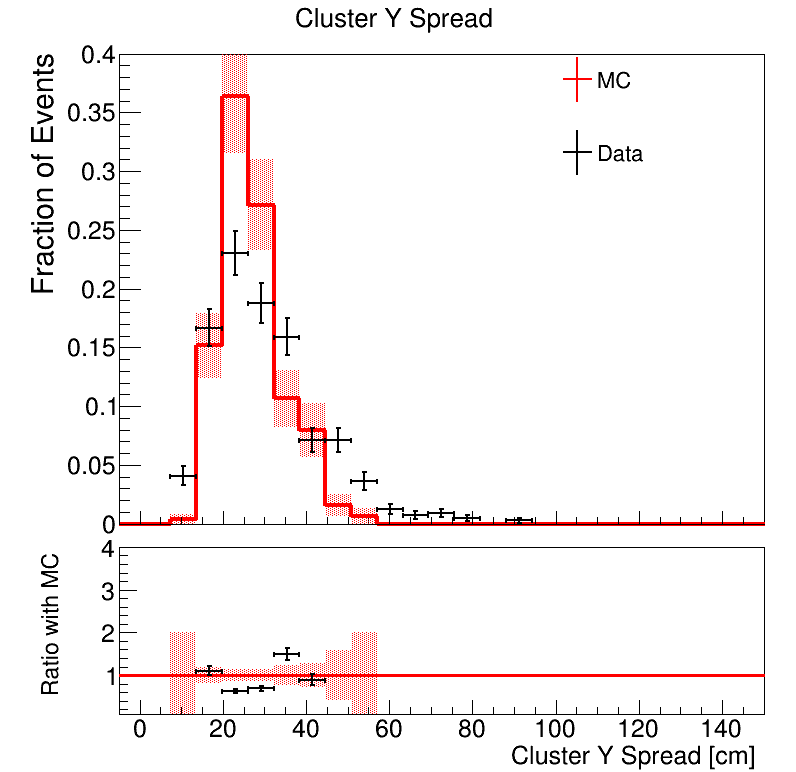 Cluster Y Spread
Fraction of Events
0.4
0.35
0.3
0.25
0.2
0.15
0.1
0.05
0
MC
Data
Ratio with MC
4
3
2
1
0 20 40 60 80 100 120 140
Cluster Y Spread [cm]